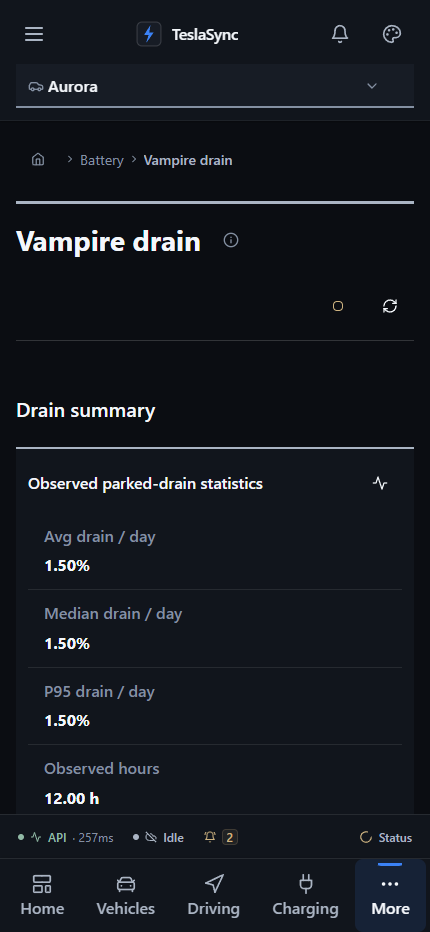 TeslaSync
Aurora
Battery Vampire drain
Vampire drain
Drain summary
Observed parked-drain statistics
Avg drain / day
1.50%
Median drain / day
1.50%
P95 drain / day
1.50%
Observed hours
12.00 h
API · 257ms Idle 2 Status
Home Vehicles Driving Charging More